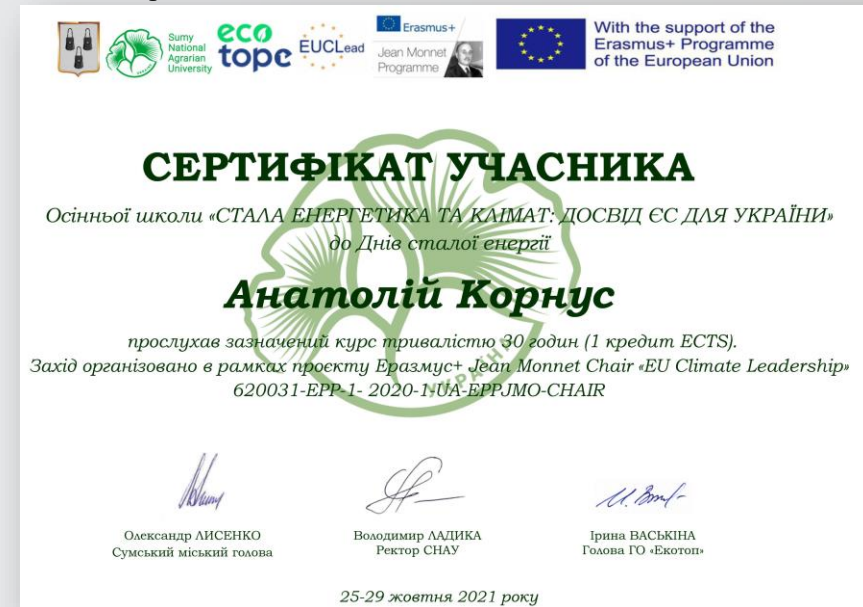 Sumy
National
Agrarian
University
eco
tope
EUCLead
Erasmus+
Jean Monnet
Programme
With the support of the
Erasmus+ Programme
of the European Union
СЕРТИФІКАТ УЧАСНИКА
Осінньої школи «СТАЛА ЕНЕРГЕТИКА ТА КЛІМАТ: ДОСВІД ЄС ДЛЯ УКРАЇНИ»
до Днів сталої енергії
Анатолій Корнус
прослухав зазначений курс тривалістю 30 годин (1 кредит ECTS).
Захід організовано в рамках проєкту Еразмус+ Jean Monnet Chair «EU Climate Leadership»
620031-EPP-1- 2020-1-UA-EPPJMO-CHAIR
УКРАЇНА
Олександр ЛИСЕНКО
Сумський міський голова
Володимир ЛАДИКА
Ректор СНАУ
Ірина ВАСЬКІНА
Голова ГО «Екотоп»
25-29 жовтня 2021 року